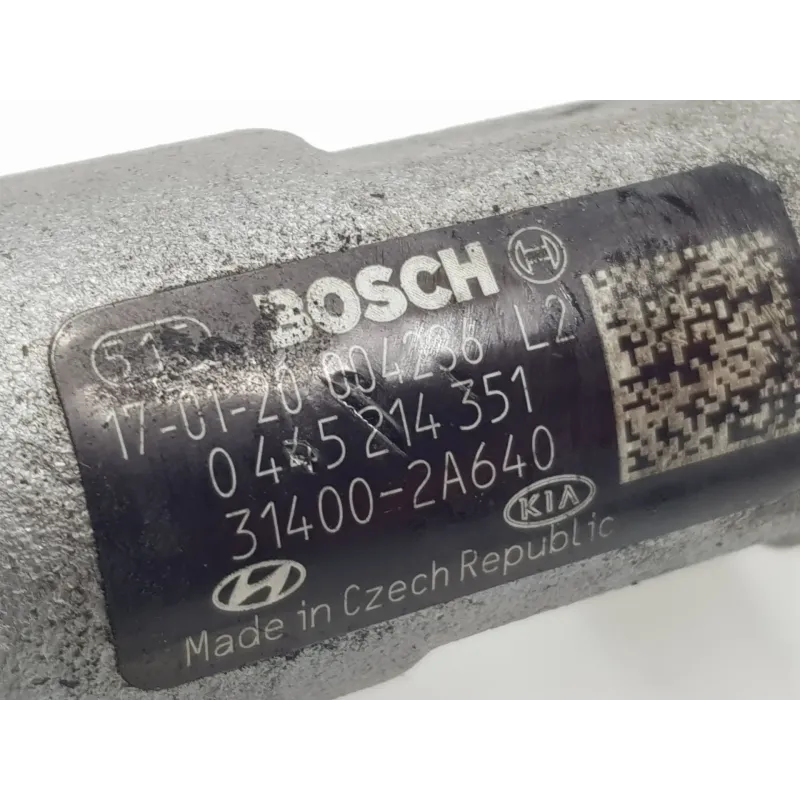 BOSCH
17-01-20 004236 L2
0 445 214 351
31400-2A640
KIA
Made in Czech Republic